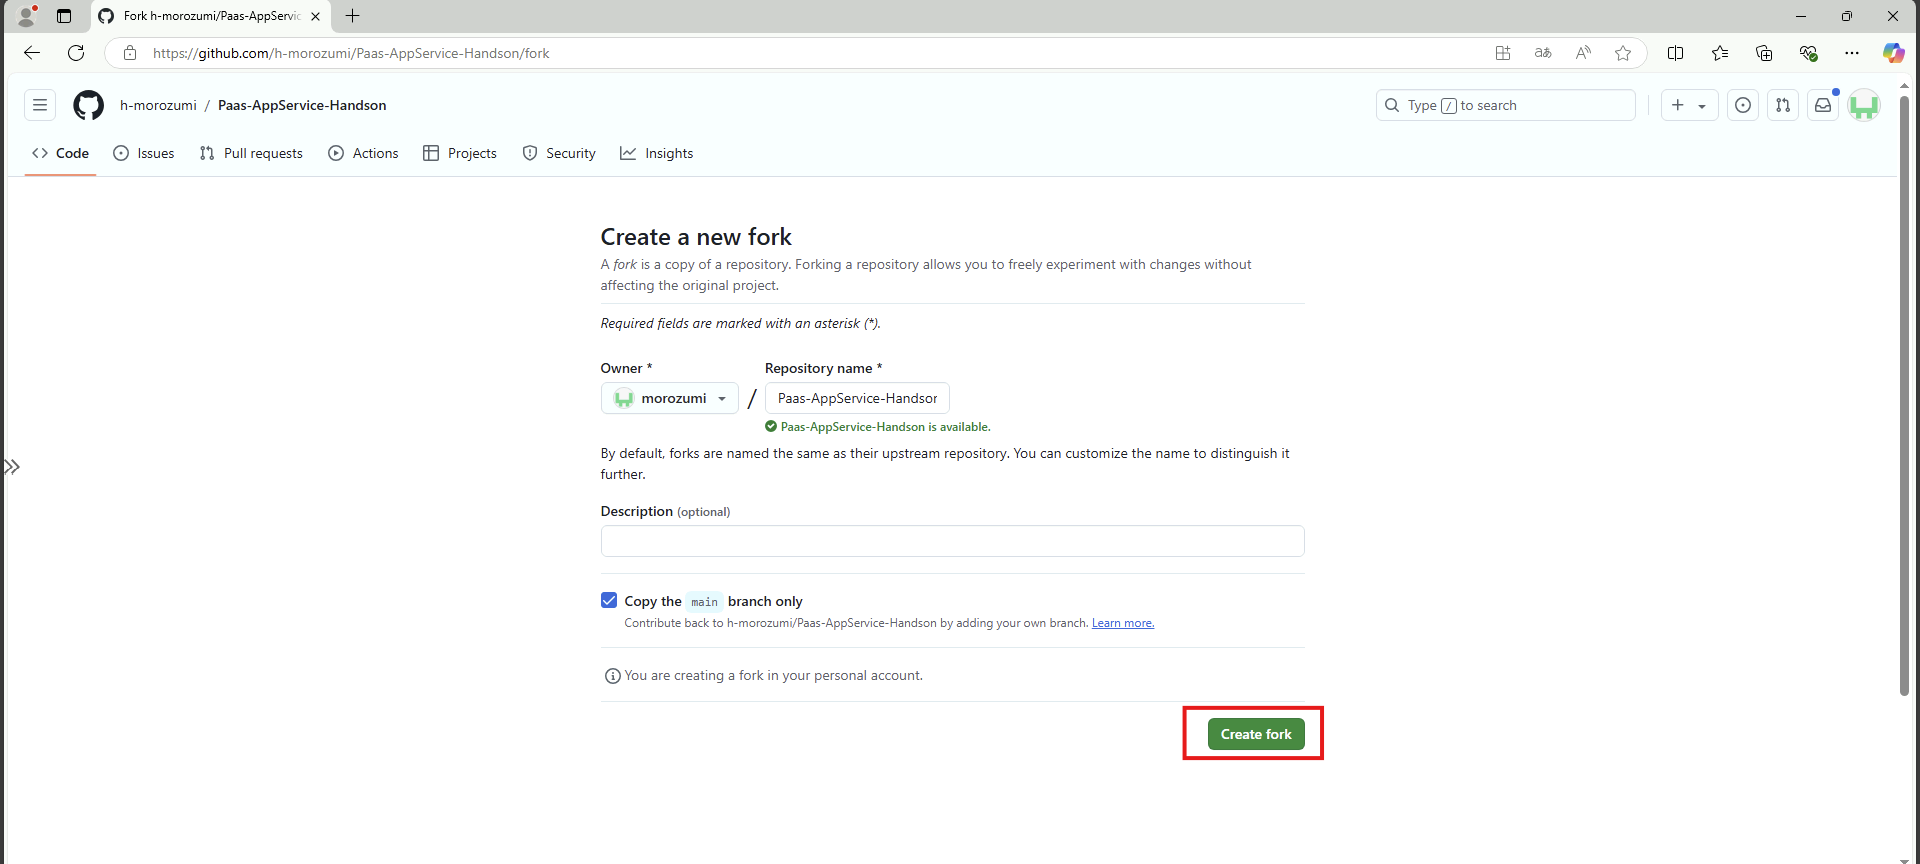 Fork h-morozumi/Paas-AppServic
https://github.com/h-morozumi/Paas-AppService-Handson/fork
h-morozumi / Paas-AppService-Handson
Type / to search
Code Issues Pull requests Actions Projects Security Insights
Create a new fork
A fork is a copy of a repository. Forking a repository allows you to freely experiment with changes without
affecting the original project.
Required fields are marked with an asterisk (*).
Owner * Repository name *
morozumi / Paas-AppService-Handson
Paas-AppService-Handson is available.
By default, forks are named the same as their upstream repository. You can customize the name to distinguish it
further.
Description (optional)
Copy the main branch only
Contribute back to h-morozumi/Paas-AppService-Handson by adding your own branch. Learn more.
You are creating a fork in your personal account.
Create fork